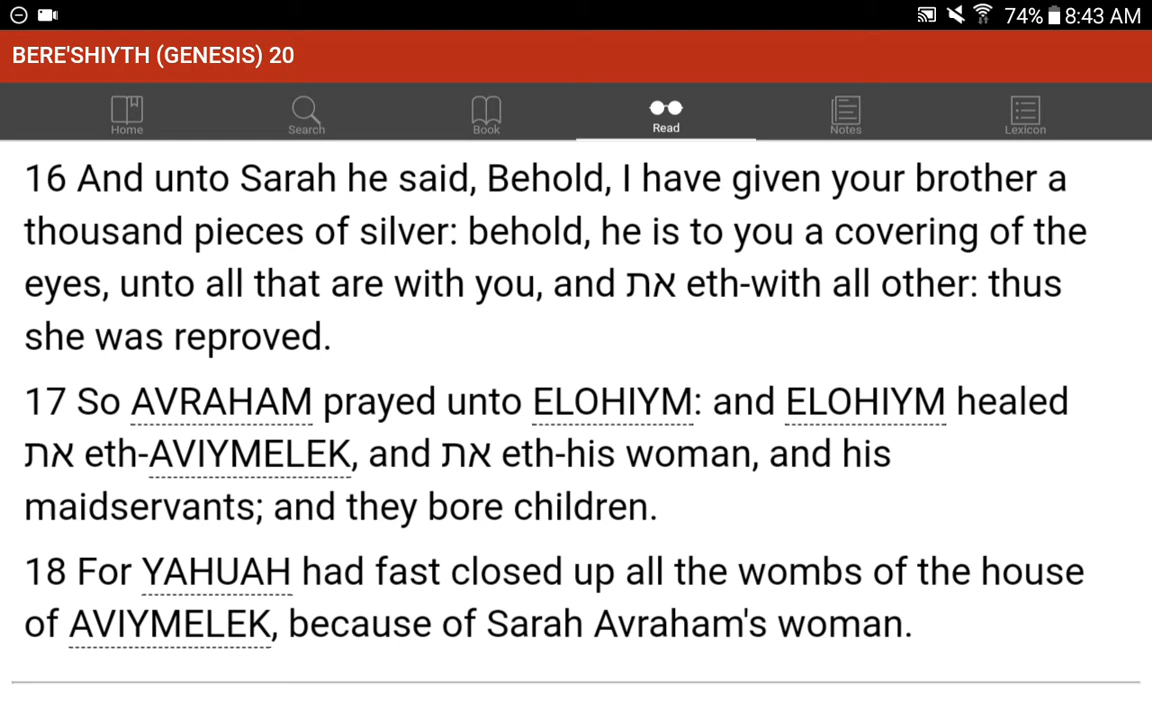 74% 8:43 AM
BERE'SHIYTH (GENESIS) 20
Home Search Book Read Notes Lexicon
16 And unto Sarah he said, Behold, I have given your brother a
thousand pieces of silver: behold, he is to you a covering of the
eyes, unto all that are with you, and את eth-with all other: thus
she was reproved.
17 So AVRAHAM prayed unto ELOHIYM: and ELOHIYM healed
את eth-AVIYMELEK, and את eth-his woman, and his
maidservants; and they bore children.
18 For YAHUAH had fast closed up all the wombs of the house
of AVIYMELEK, because of Sarah Avraham's woman.